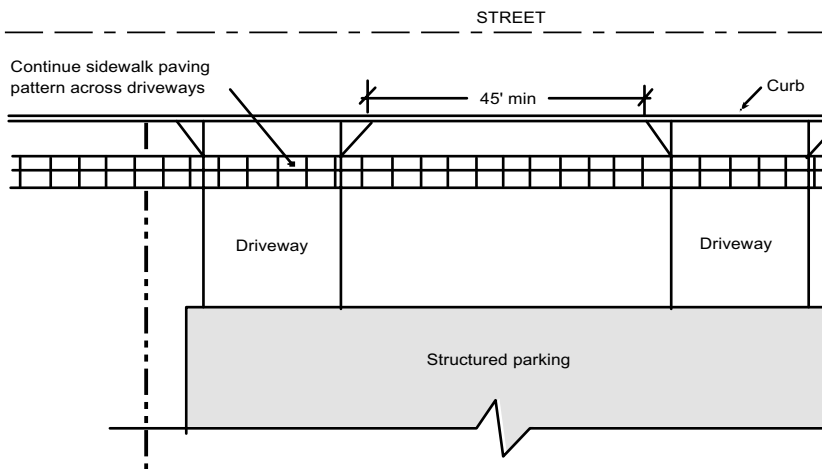 STREET
Continue sidewalk paving
pattern across driveways
45' min
Curb
Driveway
Driveway
Structured parking